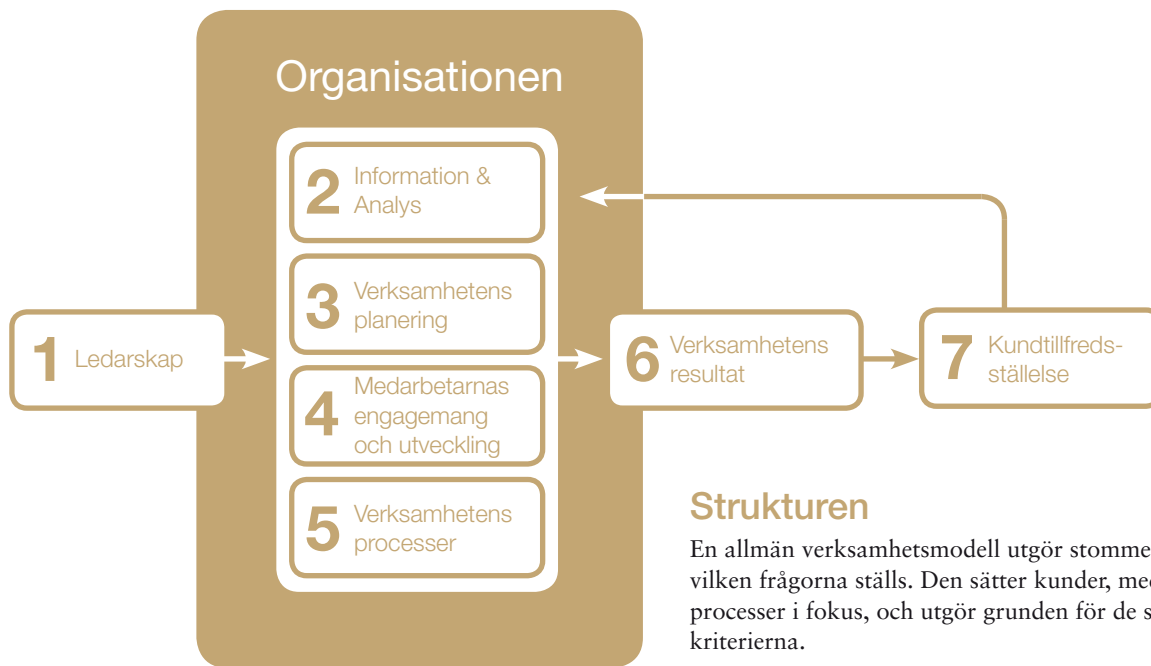 Organisationen
1 Ledarskap
2 Information &
Analys
3 Verksamhetens
planering
4 Medarbetarnas
engagemang
och utveckling
5 Verksamhetens
processer
6 Verksamhetens
resultat
7 Kundtillfreds-
ställelse
Strukturen
En allmän verksamhetsmodell utgör
vilken frågorna ställs. Den sätter kunder,
processer i fokus, och utgör grunden för de
kriterierna.